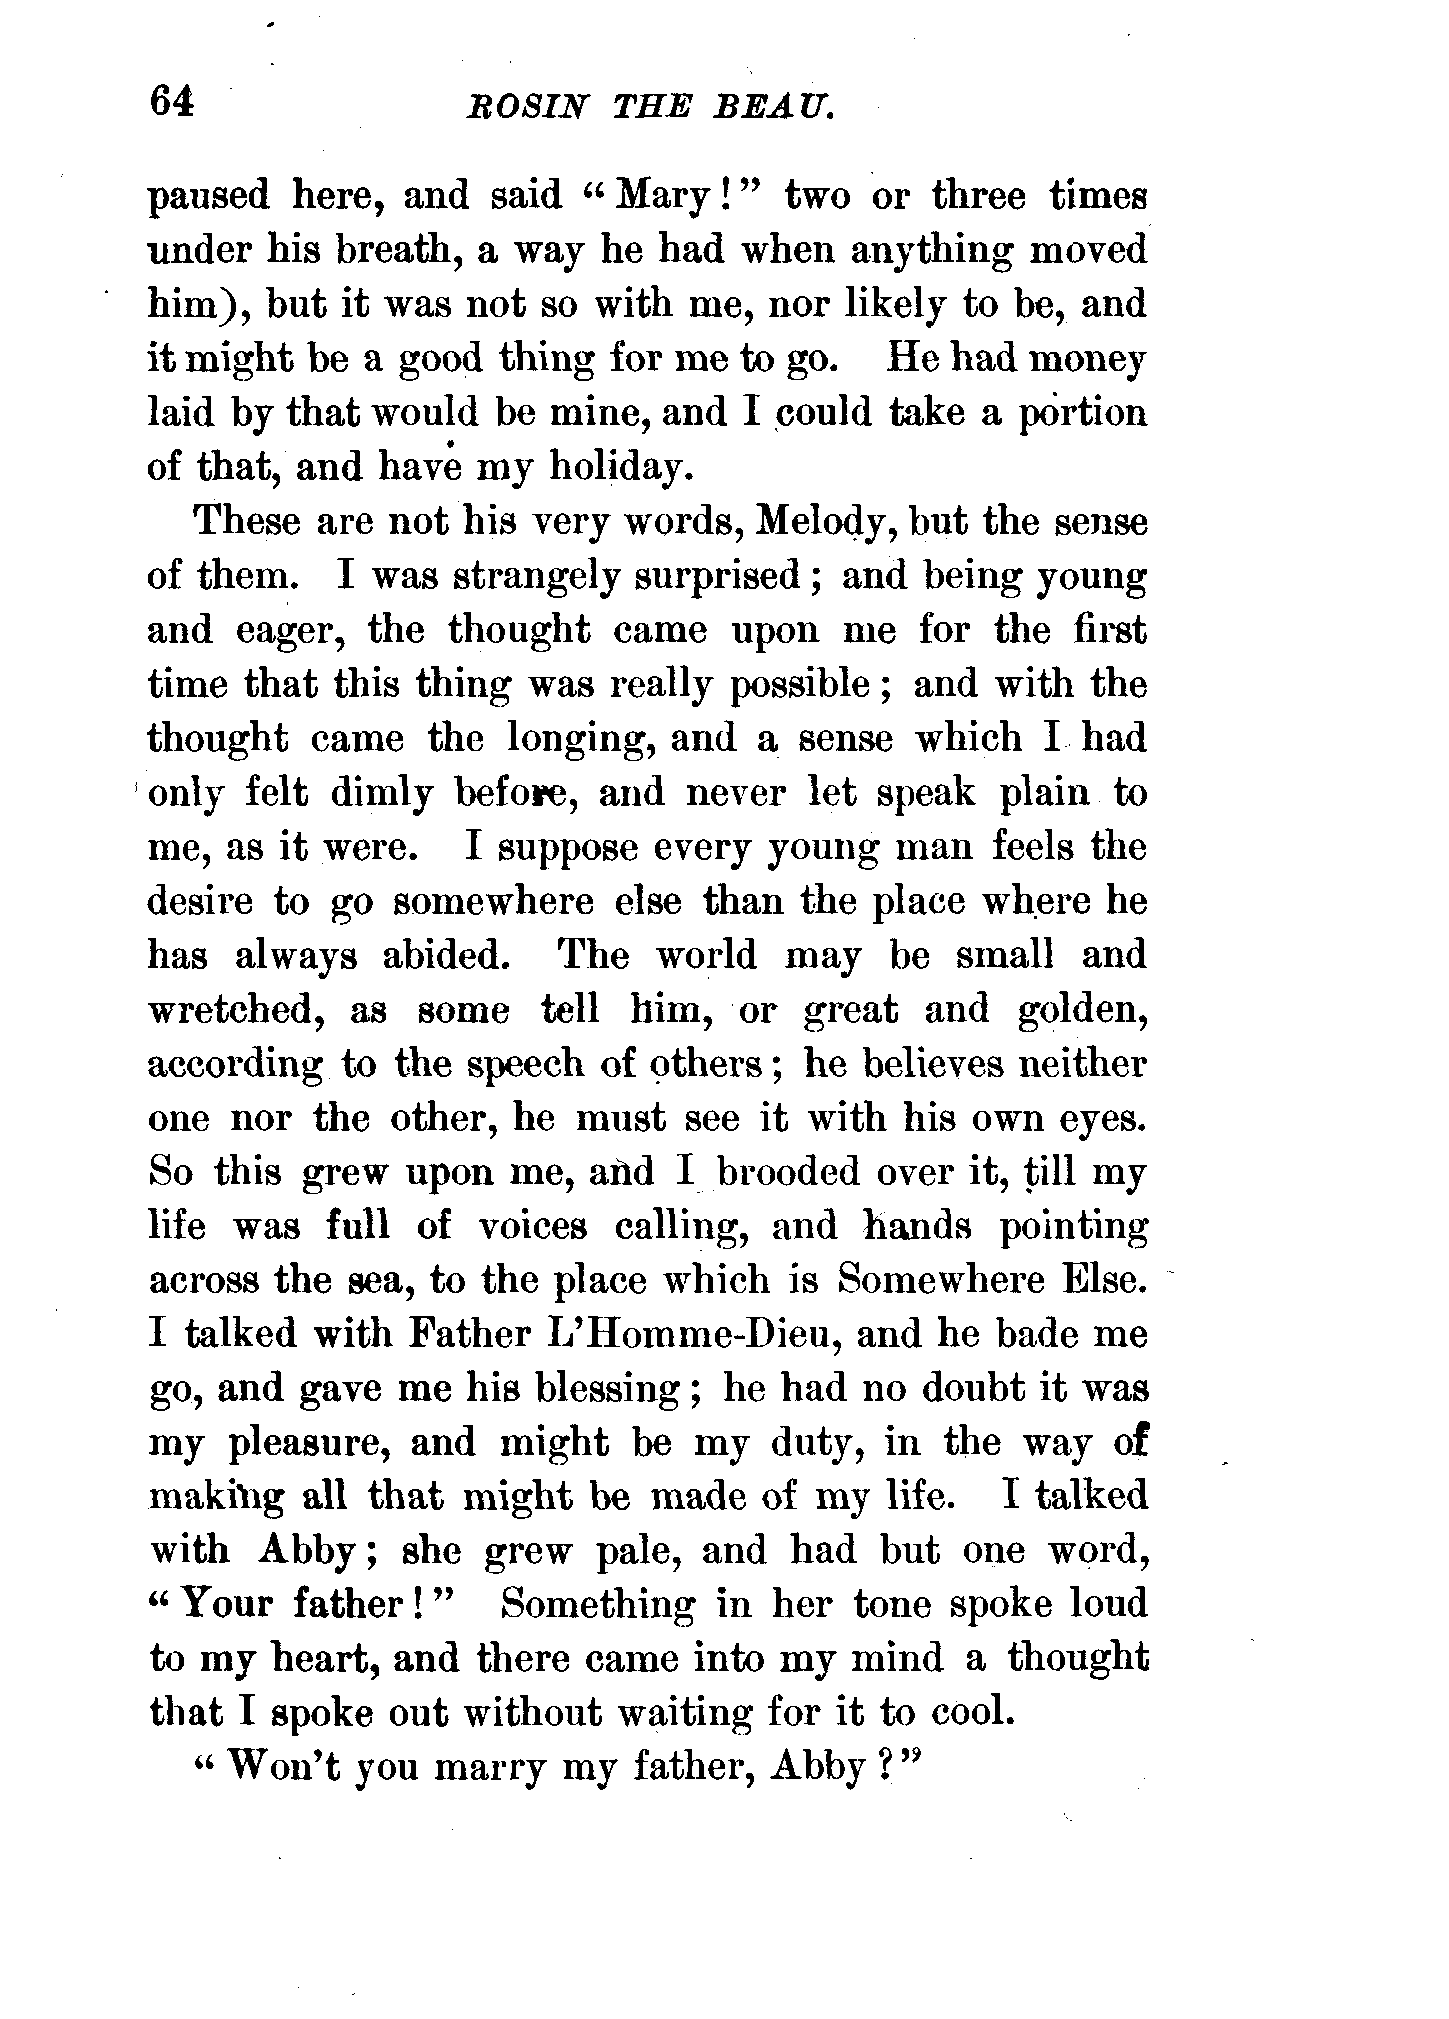 64 ROSIN THE BEAU.
paused here, and said “ Mary ! ” two or three times
under his breath, a way he had when anything moved
him), but it was not so with me, nor likely to be, and
it might be a good thing for me to go. He had money
laid by that would be mine, and I could take a portion
of that, and have my holiday.
These are not his very words, Melody, but the sense
of them. I was strangely surprised ; and being young
and eager, the thought came upon me for the first
time that this thing was really possible ; and with the
thought came the longing, and a sense which I had
only felt dimly before, and never let speak plain to
me, as it were. I suppose every young man feels the
desire to go somewhere else than the place where he
has always abided. The world may be small and
wretched, as some tell him, or great and golden,
according to the speech of others ; he believes neither
one nor the other, he must see it with his own eyes.
So this grew upon me, and I brooded over it, till my
life was full of voices calling, and hands pointing
across the sea, to the place which is Somewhere Else.
I talked with Father L’Homme-Dieu, and he bade me
go, and gave me his blessing ; he had no doubt it was
my pleasure, and might be my duty, in the way of
making all that might be made of my life. I talked
with Abby ; she grew pale, and had but one word,
“ Your father ! ” Something in her tone spoke loud
to my heart, and there came into my mind a thought
that I spoke out without waiting for it to cool.
“ Won’t you marry my father, Abby ? ”